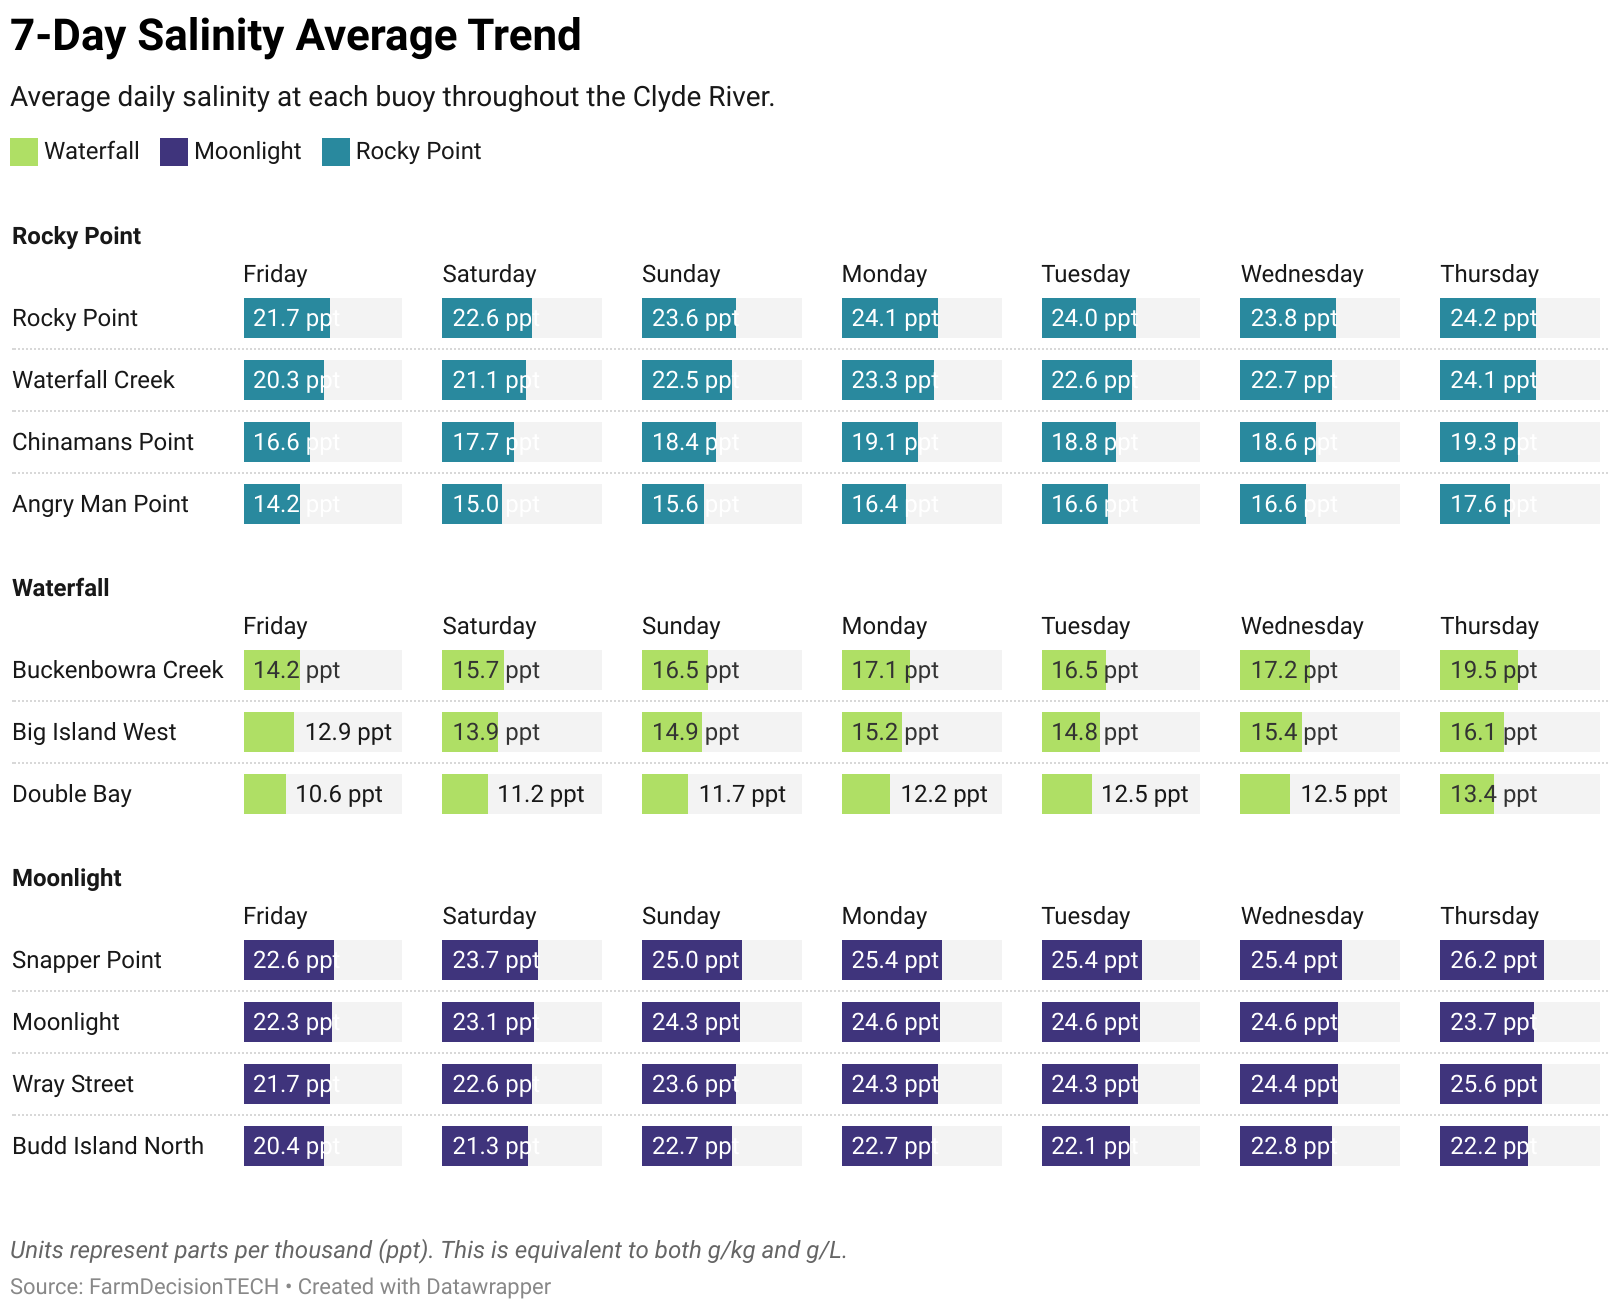 7-Day Salinity Average Trend
Average daily salinity at each buoy throughout the Clyde River.
Waterfall Moonlight Rocky Point
Rocky Point
Friday Saturday Sunday Monday Tuesday Wednesday Thursday
Rocky Point 21.7 ppt 22.6 ppt 23.6 ppt 24.1 ppt 24.0 ppt 23.8 ppt 24.2 ppt
Waterfall Creek 20.3 ppt 21.1 ppt 22.5 ppt 23.3 ppt 22.6 ppt 22.7 ppt 24.1 ppt
Chinamans Point 16.6 ppt 17.7 ppt 18.4 ppt 19.1 ppt 18.8 ppt 18.6 ppt 19.3 ppt
Angry Man Point 14.2 ppt 15.0 ppt 15.6 ppt 16.4 ppt 16.6 ppt 16.6 ppt 17.6 ppt
Waterfall
Friday Saturday Sunday Monday Tuesday Wednesday Thursday
Buckenbowra Creek 14.2 ppt 15.7 ppt 16.5 ppt 17.1 ppt 16.5 ppt 17.2 ppt 19.5 ppt
Big Island West 12.9 ppt 13.9 ppt 14.9 ppt 15.2 ppt 14.8 ppt 15.4 ppt 16.1 ppt
Double Bay 10.6 ppt 11.2 ppt 11.7 ppt 12.2 ppt 12.5 ppt 12.5 ppt 13.4 ppt
Moonlight
Friday Saturday Sunday Monday Tuesday Wednesday Thursday
Snapper Point 22.6 ppt 23.7 ppt 25.0 ppt 25.4 ppt 25.4 ppt 25.4 ppt 26.2 ppt
Moonlight 22.3 ppt 23.1 ppt 24.3 ppt 24.6 ppt 24.6 ppt 24.6 ppt 23.7 ppt
Wray Street 21.7 ppt 22.6 ppt 23.6 ppt 24.3 ppt 24.3 ppt 24.4 ppt 25.6 ppt
Budd Island North 20.4 ppt 21.3 ppt 22.7 ppt 22.7 ppt 22.1 ppt 22.8 ppt 22.2 ppt
Units represent parts per thousand (ppt). This is equivalent to both g/kg and g/L.
Source: FarmDecisionTECH • Created with Datawrapper